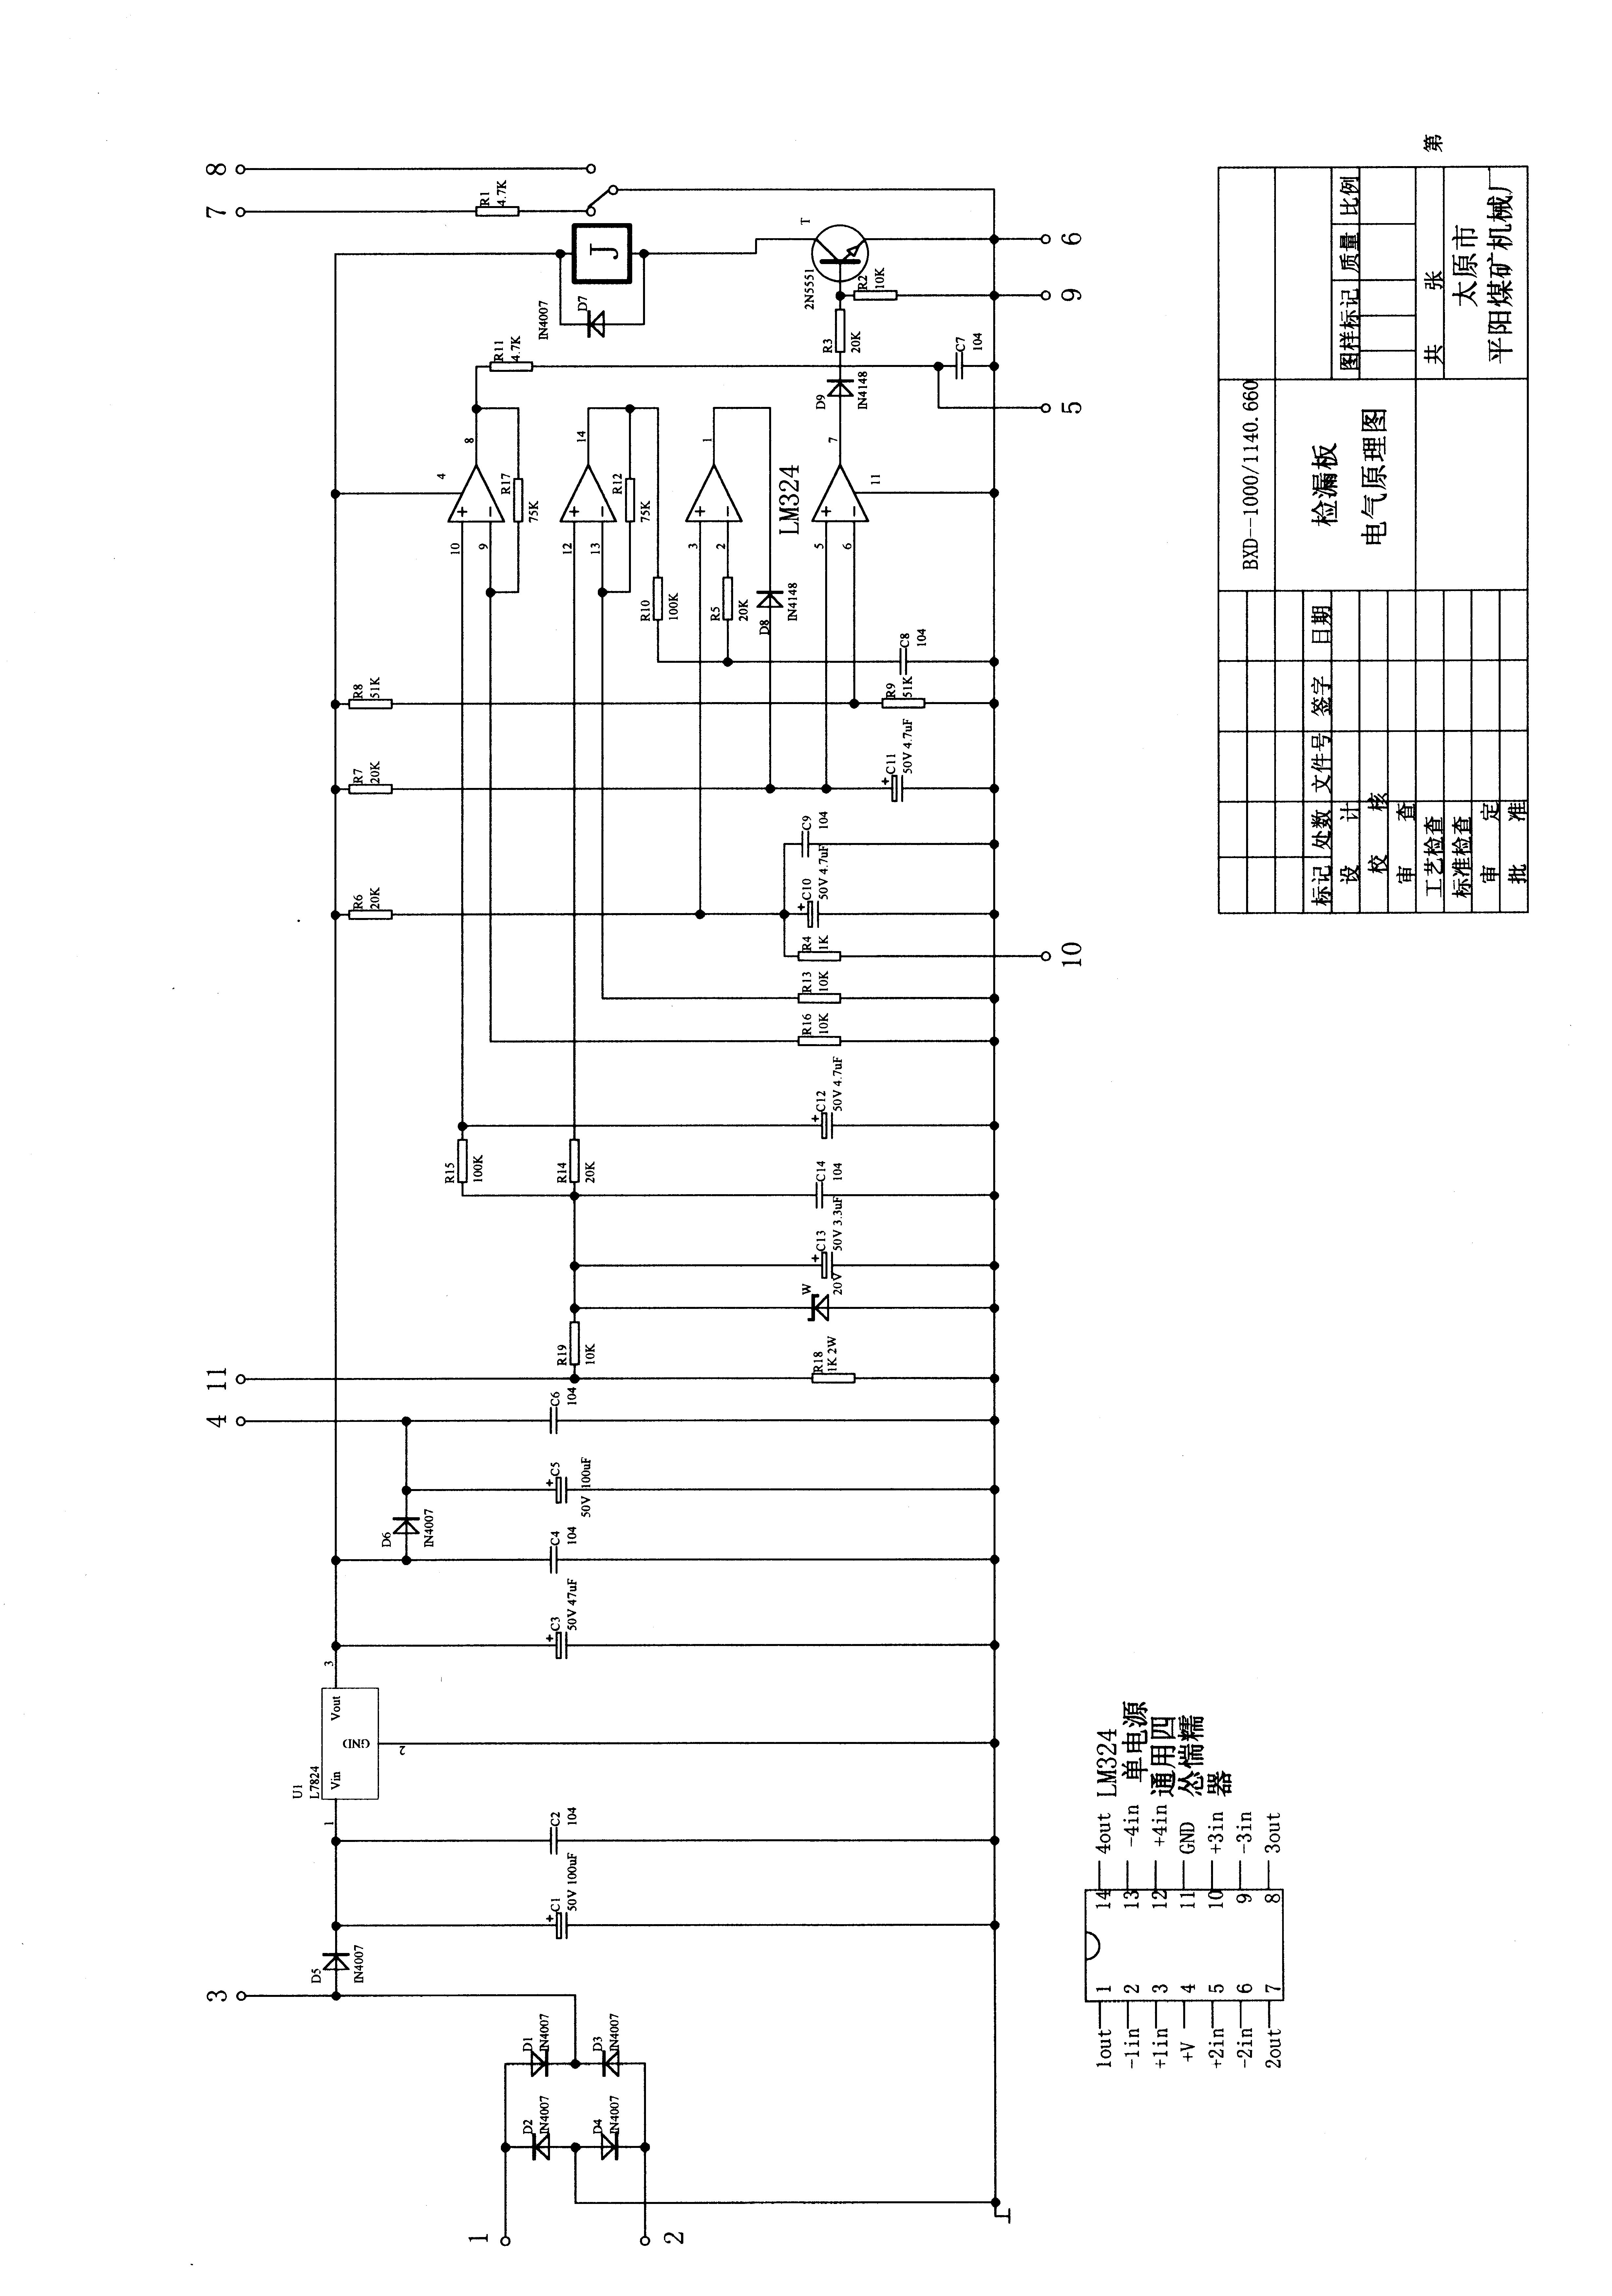 1
2
3
D2
IN4007
D4
IN4007
D1
IN4007
D3
IN4007
D5
IN4007
C1
50V 100uF
C2
104
1
U1
L7824
Vin
GND
Vout
2
3
C3
50V 47uF
C4
104
D6
IN4007
C5
50V 100uF
C6
104
4
11
R19
10K
R18
1K 2W
W
20V
C13
50V 3.3uF
C14
104
R15
100K
R14
20K
C12
50V 4.7uF
R16
10K
R13
10K
R4
1K
10
R6
20K
C10
50V 4.7uF
C9
104
R7
20K
C11
50V 4.7uF
R8
51K
R9
51K
C8
104
R10
100K
R5
20K
D8
IN4148
10
9
12
13
3
2
5
6
4
8
14
1
7
11
R17
75K
R12
75K
LM324
R11
4.7K
D9
IN4148
R3
20K
C7
104
5
D7
IN4007
J
2N5551
T
R2
10K
9
6
R1
4.7K
7
8
1out
-1in
+1in
+V
+2in
-2in
2out
1
2
3
4
5
6
7
14
13
12
11
10
9
8
4out
-4in
+4in
GND
+3in
-3in
3out
LM324
单电源
通用四
怂惴糯
器
BXD--1000/1140.660
检漏板
电气原理图
标记 处数 文件号 签字 日期
设 计
校 核
审 查
工艺检查
标准检查
审 定
批 准
图样标记 质量 比例
共 张 第
太原市
平阳煤矿机械厂